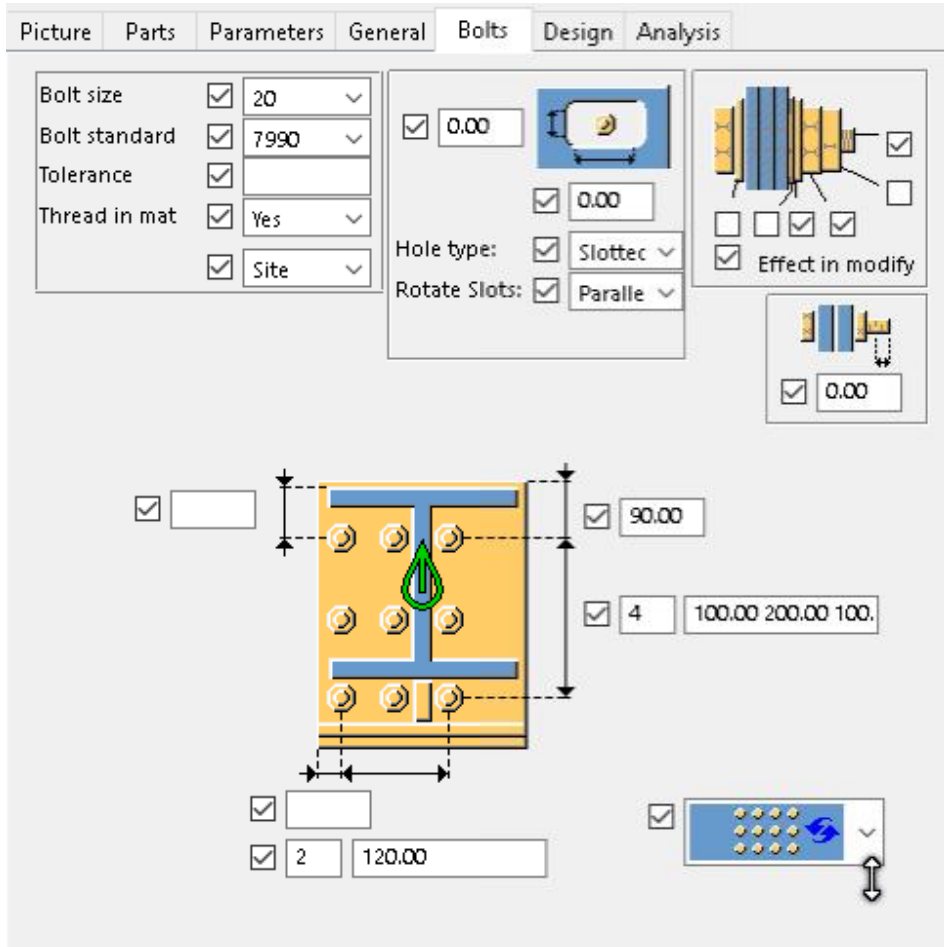 Picture Parts Parameters General Bolts Design Analysis
Bolt size 20
Bolt standard 7990
Tolerance
Thread in mat Yes
Site
0.00
0.00
Hole type: Slottec
Rotate Slots: Paralle
Effect in modify
0.00
90.00
4 100.00 200.00 100.
2 120.00